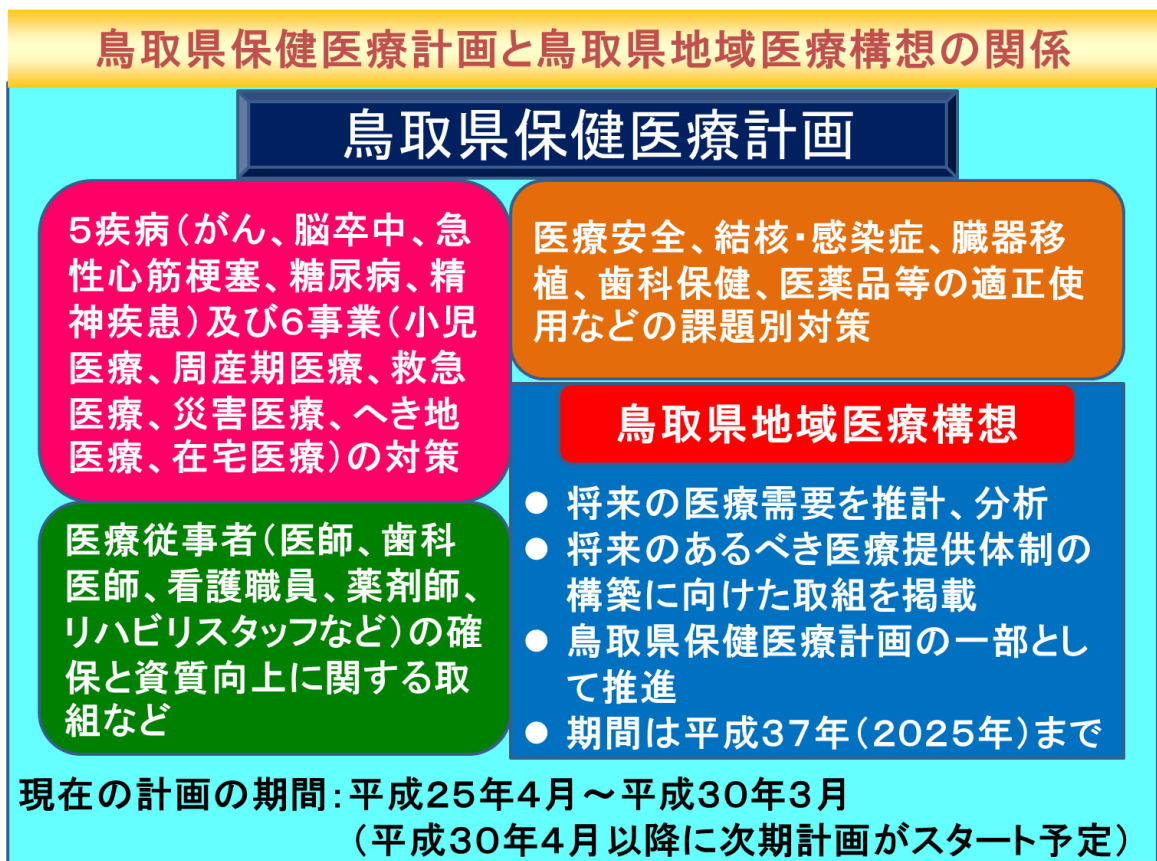 鳥取県保健医療計画と鳥取県地域医療構想の関係
鳥取県保健医療計画
5疾病(がん、脳卒中、急
性心筋梗塞、糖尿病、精
神疾患)及び6事業(小児
医療、周産期医療、救急
医療、災害医療、へき地
医療、在宅医療)の対策
医療安全、結核・感染症、臓器移
植、歯科保健、医薬品等の適正使
用などの課題別対策
医療従事者(医師、歯科
医師、看護職員、薬剤師、
リハビリスタッフなど)の確
保と資質向上に関する取
組など
鳥取県地域医療構想
● 将来の医療需要を推計、分析
● 将来のあるべき医療提供体制の
構築に向けた取組を掲載
● 鳥取県保健医療計画の一部とし
て推進
● 期間は平成37年(2025年)まで
現在の計画の期間:平成25年4月~平成30年3月
(平成30年4月以降に次期計画がスタート予定)